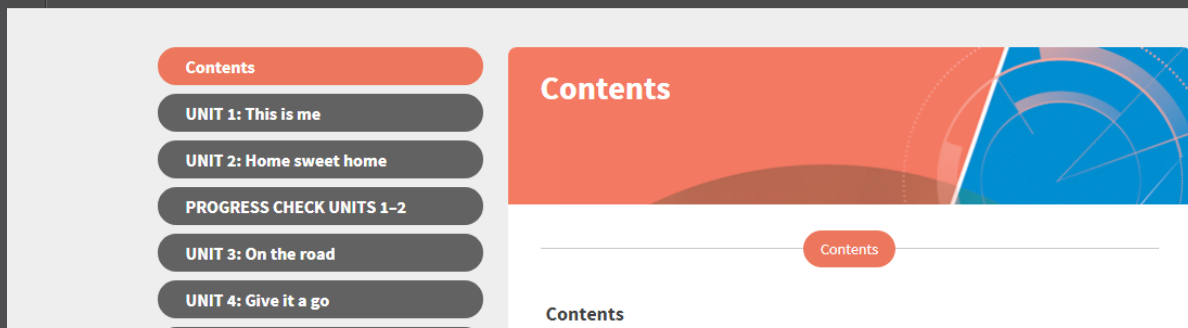 Contents
UNIT 1: This is me
UNIT 2: Home sweet home
PROGRESS CHECK UNITS 1–2
UNIT 3: On the road
UNIT 4: Give it a go
Contents
Contents
Contents